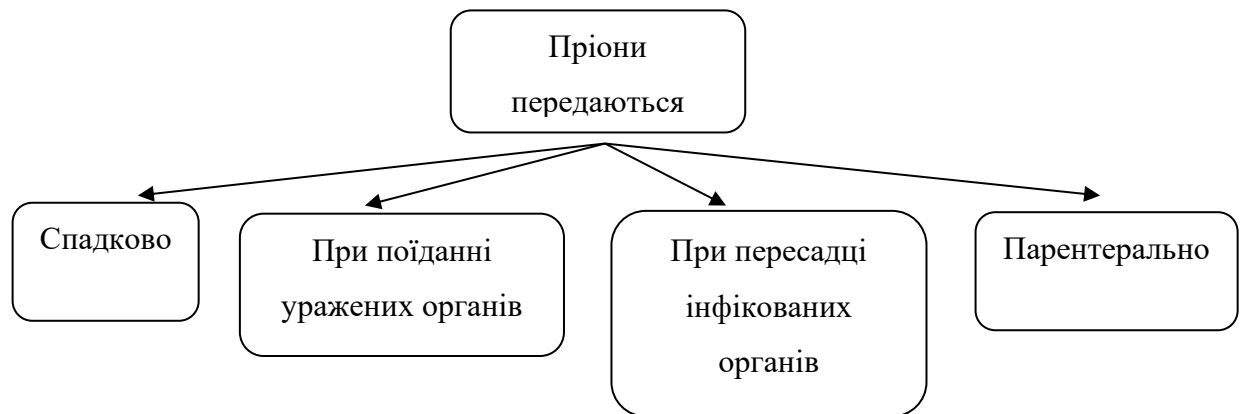 Пріони
передаються
Спадково
При поїданні
уражених органів
При пересадці
інфікованих
органів
Парентерально